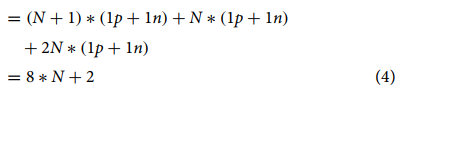 = (N + 1) ∗ (1p + 1n) + N ∗ (1p + 1n)
+ 2N ∗ (1p + 1n)
= 8 ∗ N + 2 (4)